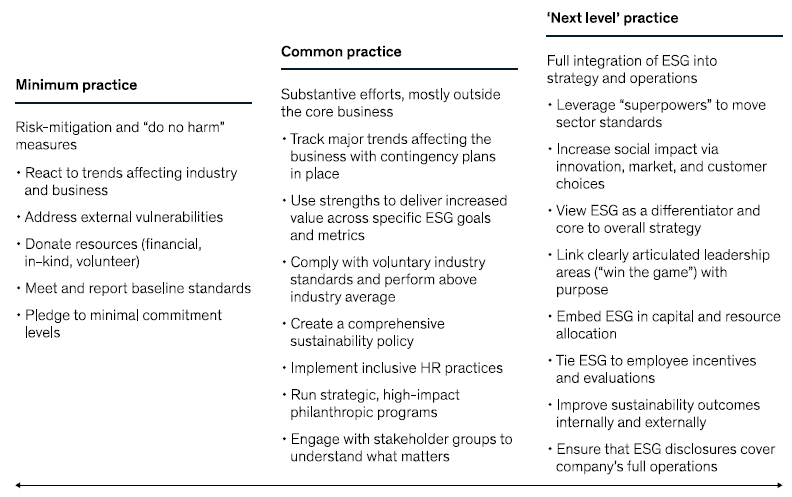 Minimum practice
Risk-mitigation and “do no harm”
measures
• React to trends affecting industry
and business
• Address external vulnerabilities
• Donate resources (financial,
in–kind, volunteer)
• Meet and report baseline standards
• Pledge to minimal commitment
levels
Common practice
Substantive efforts, mostly outside
the core business
• Track major trends affecting the
business with contingency plans
in place
• Use strengths to deliver increased
value across specific ESG goals
and metrics
• Comply with voluntary industry
standards and perform above
industry average
• Create a comprehensive
sustainability policy
• Implement inclusive HR practices
• Run strategic, high-impact
philanthropic programs
• Engage with stakeholder groups to
understand what matters
‘Next level’ practice
Full integration of ESG into
strategy and operations
• Leverage “superpowers” to move
sector standards
• Increase social impact via
innovation, market, and customer
choices
• View ESG as a differentiator and
core to overall strategy
• Link clearly articulated leadership
areas (“win the game”) with
purpose
• Embed ESG in capital and resource
allocation
• Tie ESG to employee incentives
and evaluations
• Improve sustainability outcomes
internally and externally
• Ensure that ESG disclosures cover
company’s full operations